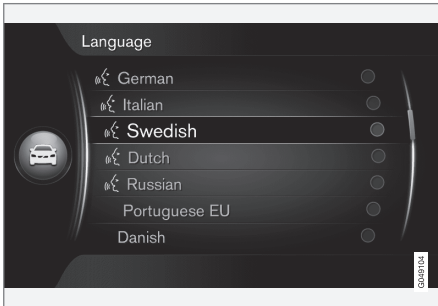 Language
German
Italian
Swedish
Dutch
Russian
Portuguese EU
Danish
G049104